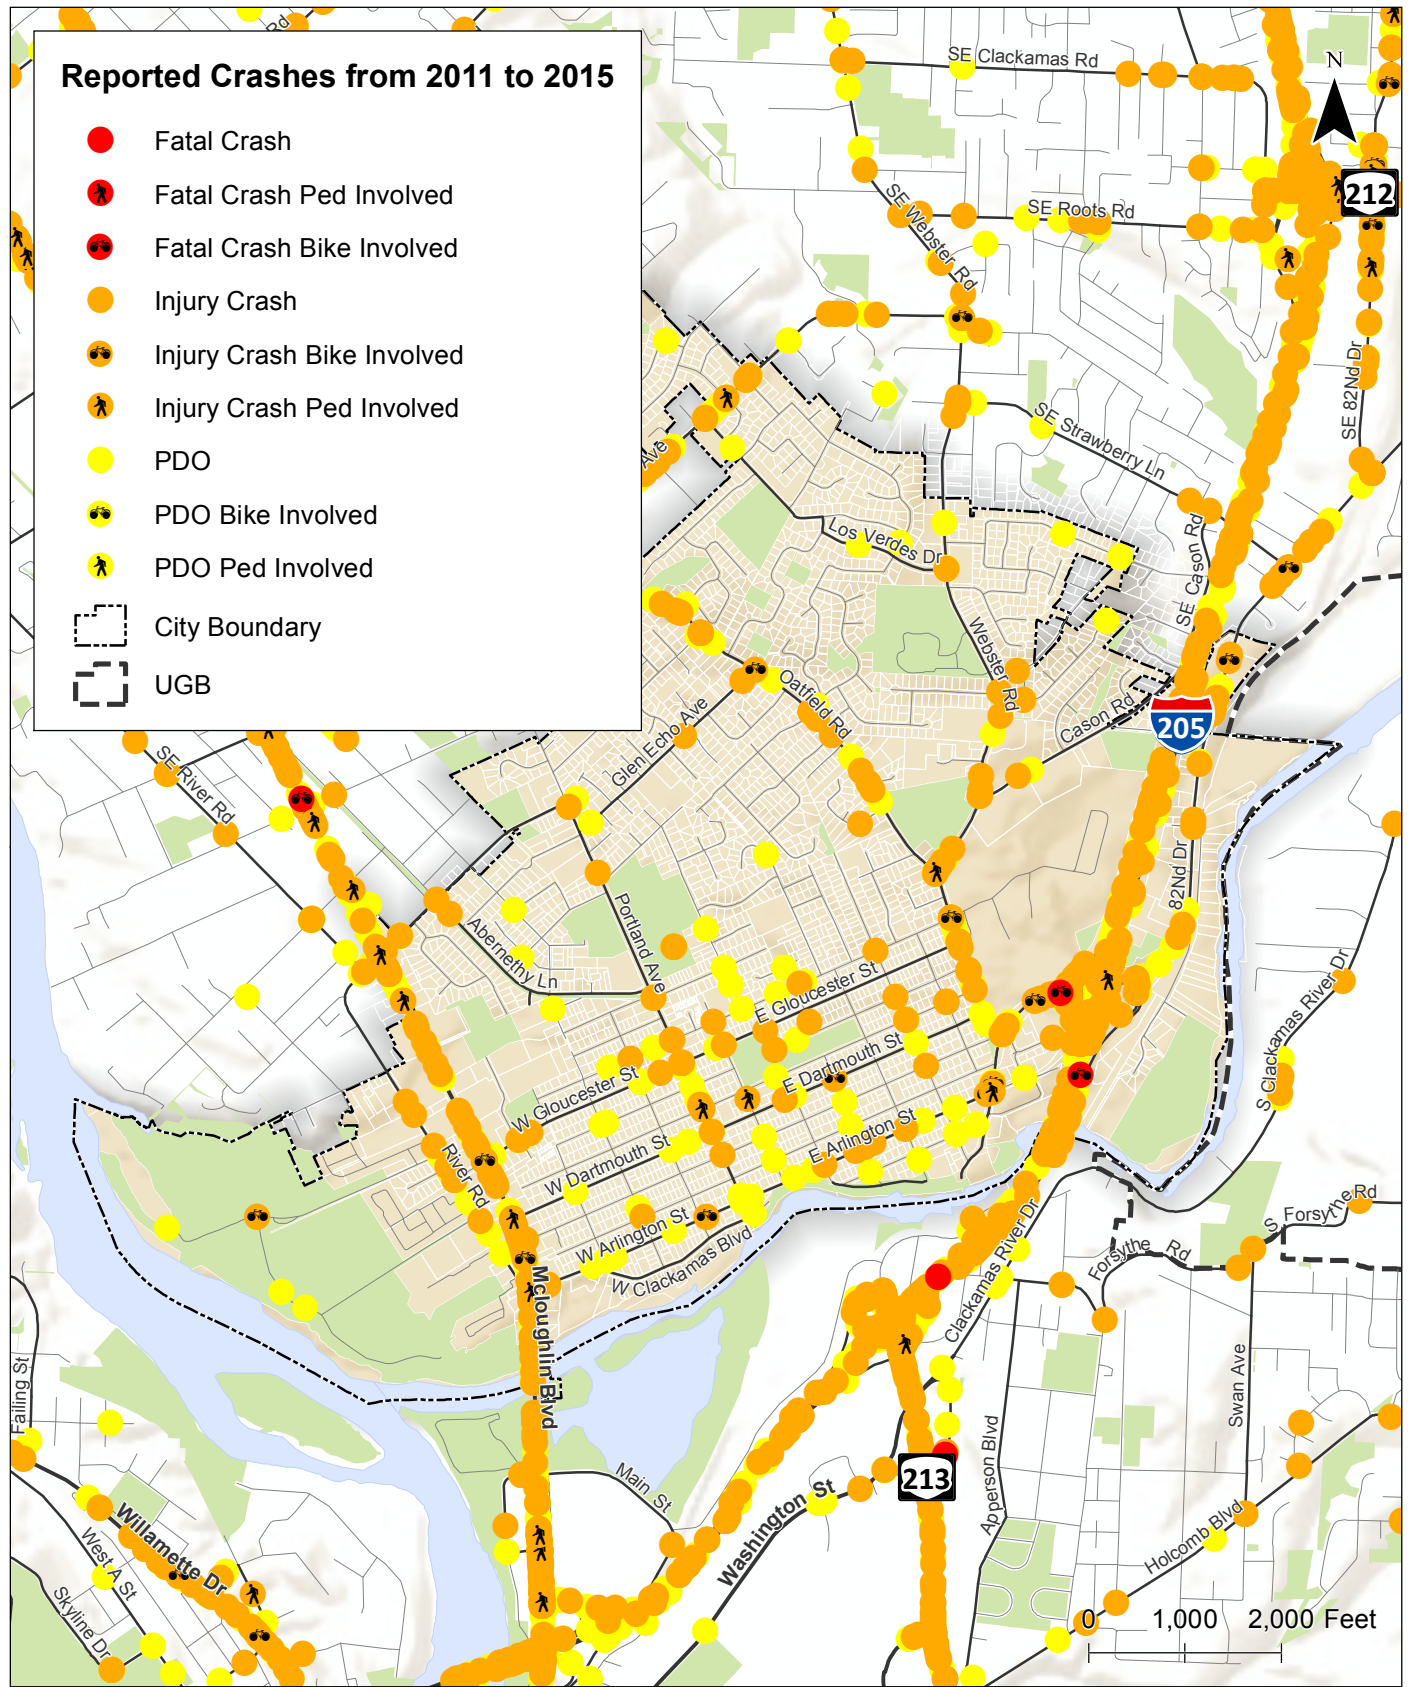 Rd
Reported Crashes from 2011 to 2015
Fatal Crash
Fatal Crash Ped Involved
Fatal Crash Bike Involved
Injury Crash
Injury Crash Bike Involved
Injury Crash Ped Involved
PDO
PDO Bike Involved
PDO Ped Involved
City Boundary
UGB
SE Clackamas Rd
N
212
SE Webster Rd
SE Roots Rd
SE 82Nd Dr
SE Strawberry Ln
Ave
Los Verdes Dr
SE Cason Rd
Webster Rd
Oatfield Rd
Cason Rd
205
Glen Echo Ave
SE River Rd
82Nd Dr
Portland Ave
Abernethy Ln
E Gloucester St
S Clackamas River Dr
W Gloucester St
E Dartmouth St
River Rd
W Dartmouth St
E Arlington St
W Arlington St
W Clackamas Blvd
Mcloughlin Blvd
Clackamas River Dr
Forsythe Rd
S Forsythe Rd
Failing St
Swan Ave
Main St
213
Apperson Blvd
Washington St
Willamette Dr
West A St
Skyline Dr
Holcomb Blvd
0 1,000 2,000 Feet